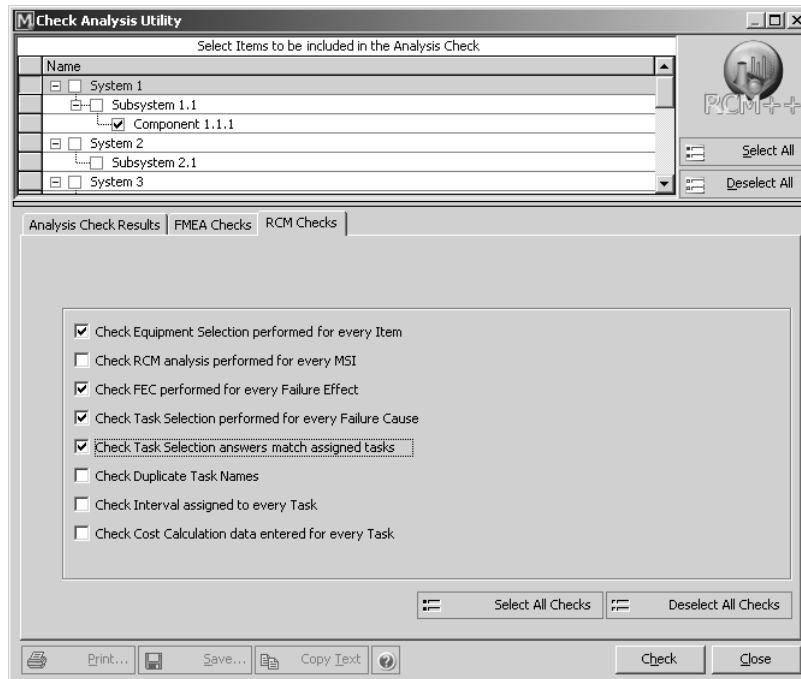 Check Analysis Utility
Select Items to be included in the Analysis Check
Name
System 1
Subsystem 1.1
Component 1.1.1
System 2
Subsystem 2.1
System 3
RCM++
Select All
Deselect All
Analysis Check Results FMEA Checks RCM Checks
Check Equipment Selection performed for every Item
Check RCM analysis performed for every MSI
Check FEC performed for every Failure Effect
Check Task Selection performed for every Failure Cause
Check Task Selection answers match assigned tasks
Check Duplicate Task Names
Check Interval assigned to every Task
Check Cost Calculation data entered for every Task
Select All Checks Deselect All Checks
Print... Save... Copy Text ? Check Close